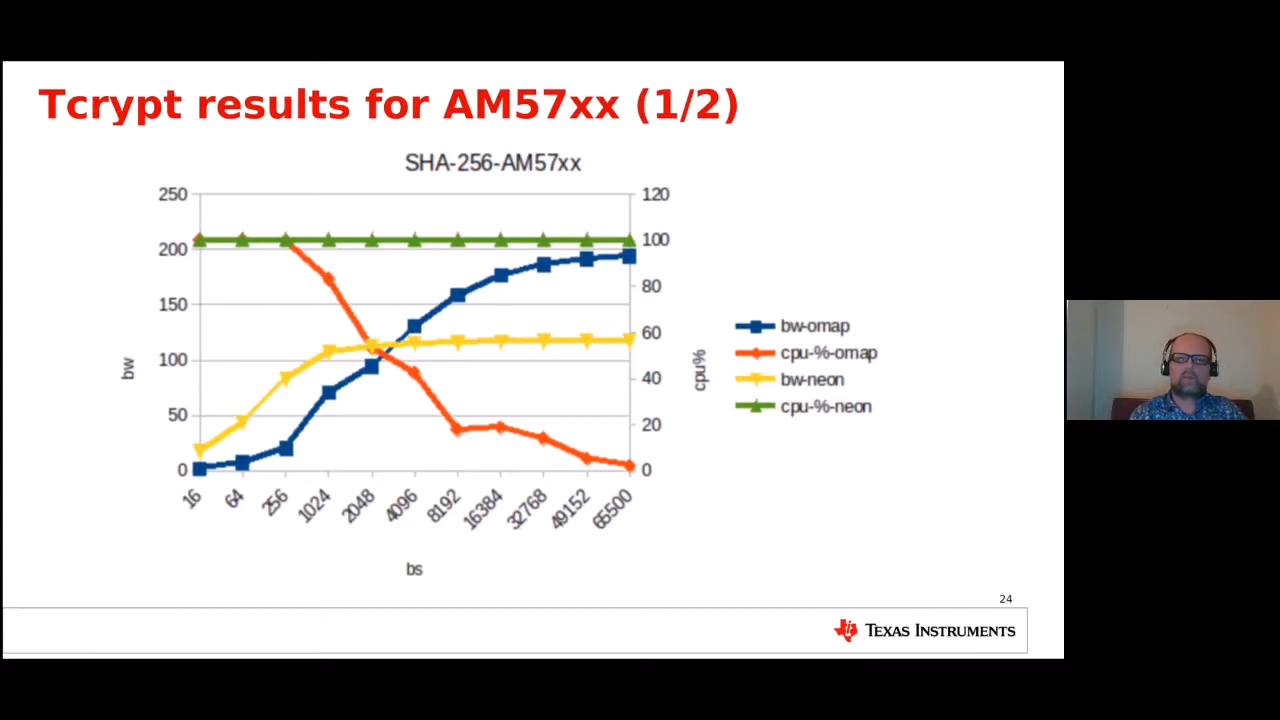 Tcrypt results for AM57xx (1/2)
SHA-256-AM57xx
250
200
150
100
50
0
bw
120
100
80
60
40
20
0
cpu%
16
64
256
1024
2048
4096
8192
16384
32768
49152
65500
bs
bw-omap
cpu-%-omap
bw-neon
cpu-%-neon
24
TEXAS INSTRUMENTS